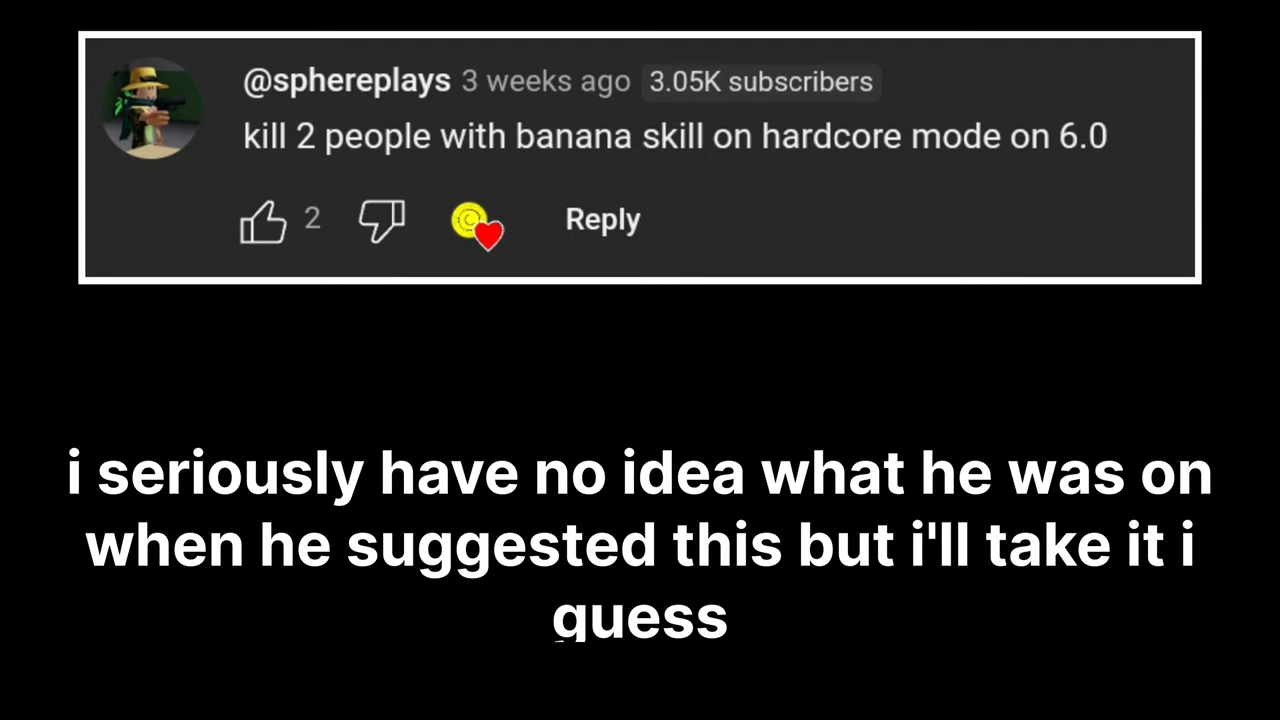 @sphereplays 3 weeks ago 3.05K subscribers
kill 2 people with banana skill on hardcore mode on 6.0
2 Reply
i seriously have no idea what he was on
when he suggested this but i'll take it i
guess